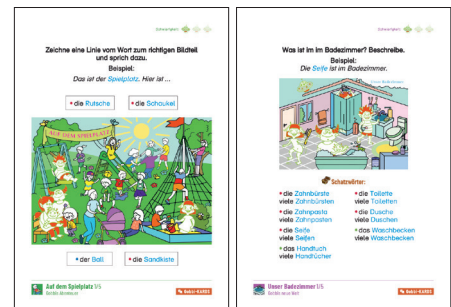 Schwierigkeit:
Zeichne eine Linie vom Wort zum richtigen Bildteil
und sprich dazu.
Beispiel:
Das ist der Spielplatz. Hier ist ...
• die Rutsche
• die Schaukel
AUF DEM SPIELPLATZ
• der Ball
• die Sandkiste
Auf dem Spielplatz 1/5
Schwierigkeit:
Was ist im im Badezimmer? Beschreibe.
Beispiel:
Die Seife ist im Badezimmer.
Unser Badezimmer
Schatzwörter:
• die Zahnbürste
viele Zahnbürsten
• die Zahnpasta
viele Zahnpasten
• die Seife
viele Seifen
• das Handtuch
viele Handtücher
• die Toilette
viele Toiletten
• die Dusche
viele Duschen
• das Waschbecken
viele Waschbecken
Unser Badezimmer 1/5